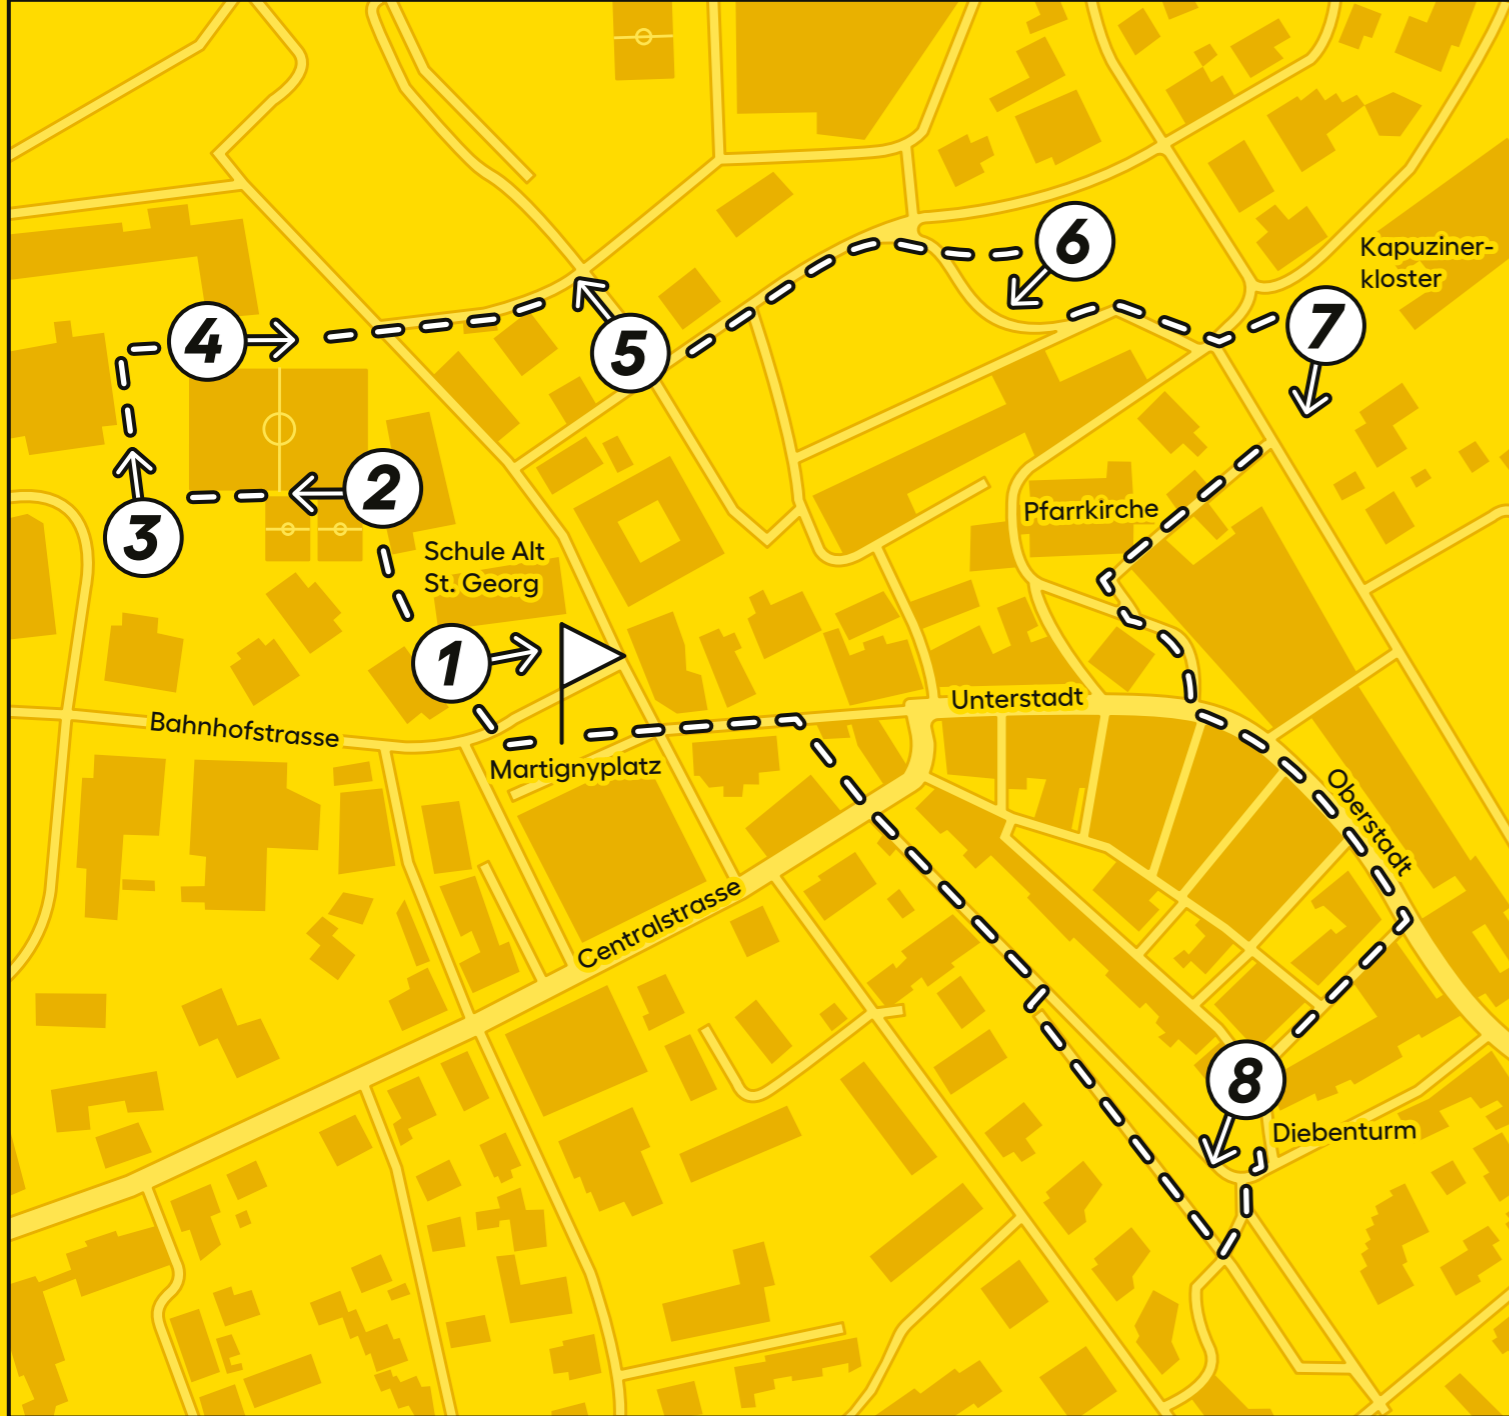 6
Kapuziner-
kloster
7
4
5
2
Pfarrkirche
3
Schule Alt
St. Georg
1
Unterstadt
Bahnhofstrasse
Martignyplatz
Oberstadt
Centralstrasse
8
Diebenturm